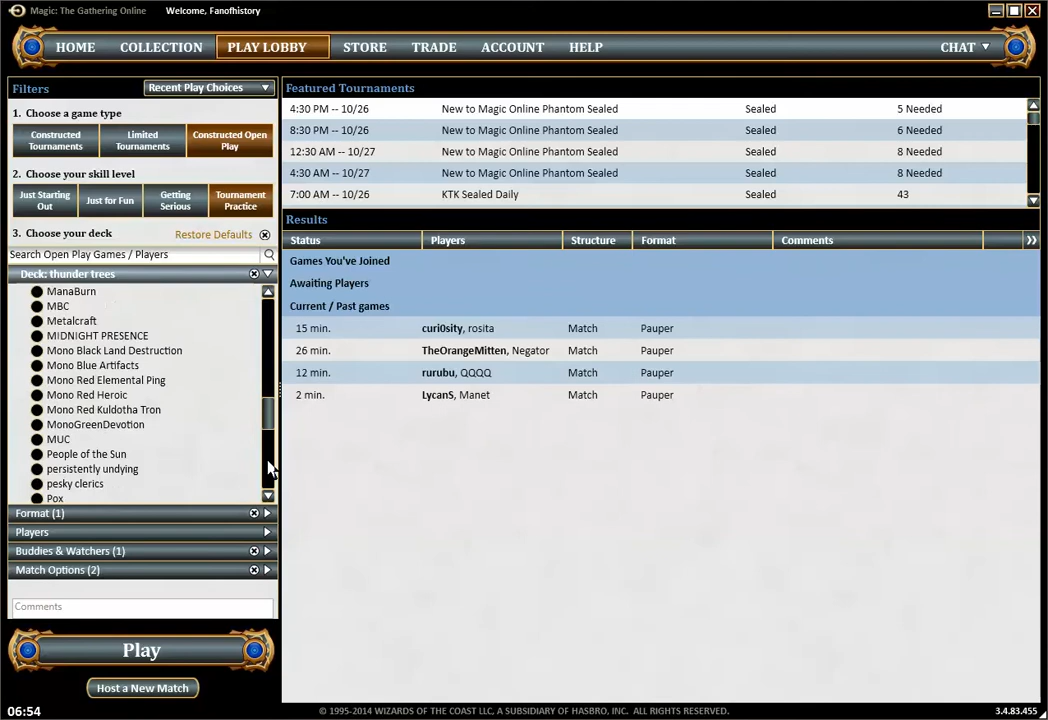 Magic: The Gathering Online
Welcome, Fanofhistory
HOME COLLECTION PLAY LOBBY STORE TRADE ACCOUNT HELP CHAT
Filters
Recent Play Choices
1. Choose a game type
Constructed Tournaments
Limited Tournaments
Constructed Open Play
2. Choose your skill level
Just Starting Out
Just for Fun
Getting Serious
Tournament Practice
3. Choose your deck
Restore Defaults
Search Open Play Games / Players
Deck: thunder trees
ManaBurn
MBC
Metalcraft
MIDNIGHT PRESENCE
Mono Black Land Destruction
Mono Blue Artifacts
Mono Red Elemental Ping
Mono Red Heroic
Mono Red Kuldotha Tron
MonoGreenDevotion
MUC
People of the Sun
persistently undying
pesky clerics
Pox
Format (1)
Players
Buddies & Watchers (1)
Match Options (2)
Comments
Play
Host a New Match
06:54
Featured Tournaments
4:30 PM -- 10/26 New to Magic Online Phantom Sealed Sealed 5 Needed
8:30 PM -- 10/26 New to Magic Online Phantom Sealed Sealed 6 Needed
12:30 AM -- 10/27 New to Magic Online Phantom Sealed Sealed 8 Needed
4:30 AM -- 10/27 New to Magic Online Phantom Sealed Sealed 8 Needed
7:00 AM -- 10/26 KTK Sealed Daily Sealed 43
Results
Status Players Structure Format Comments
Games You've Joined
Awaiting Players
Current / Past games
15 min. curi0sity, rosita Match Pauper
26 min. TheOrangeMitten, Negator Match Pauper
12 min. rurubu, QQQQ Match Pauper
2 min. LycanS, Manet Match Pauper
© 1995-2014 WIZARDS OF THE COAST LLC, A SUBSIDIARY OF HASBRO, INC. ALL RIGHTS RESERVED.
3.4.83.455